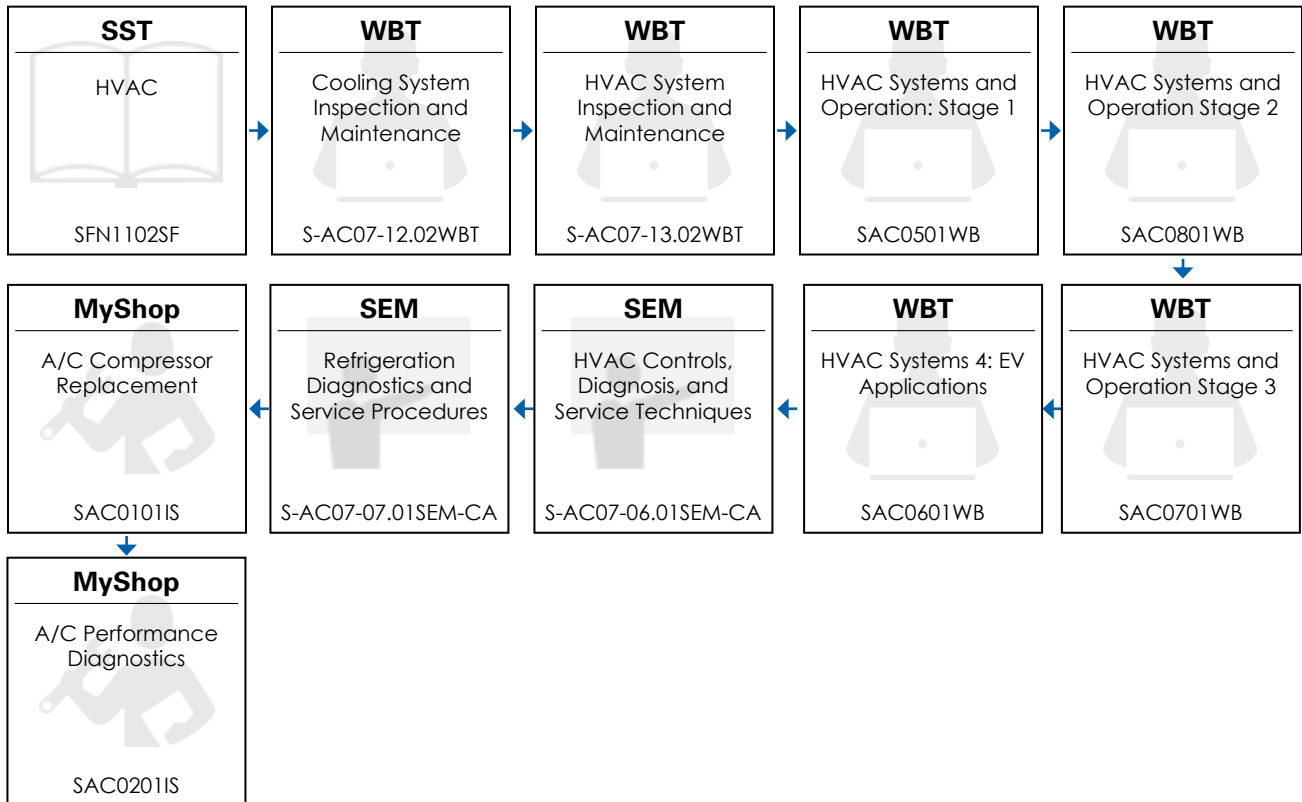 SST
HVAC
SFN1102SF
WBT
Cooling System
Inspection and
Maintenance
S-AC07-12.02WBT
WBT
HVAC System
Inspection and
Maintenance
S-AC07-13.02WBT
WBT
HVAC Systems and
Operation: Stage 1
SAC0501WB
WBT
HVAC Systems and
Operation Stage 2
SAC0801WB
WBT
HVAC Systems and
Operation Stage 3
SAC0701WB
WBT
HVAC Systems 4: EV
Applications
SAC0601WB
SEM
HVAC Controls,
Diagnosis, and
Service Techniques
S-AC07-06.01SEM-CA
SEM
Refrigeration
Diagnostics and
Service Procedures
S-AC07-07.01SEM-CA
MyShop
A/C Compressor
Replacement
SAC0101IS
MyShop
A/C Performance
Diagnostics
SAC0201IS